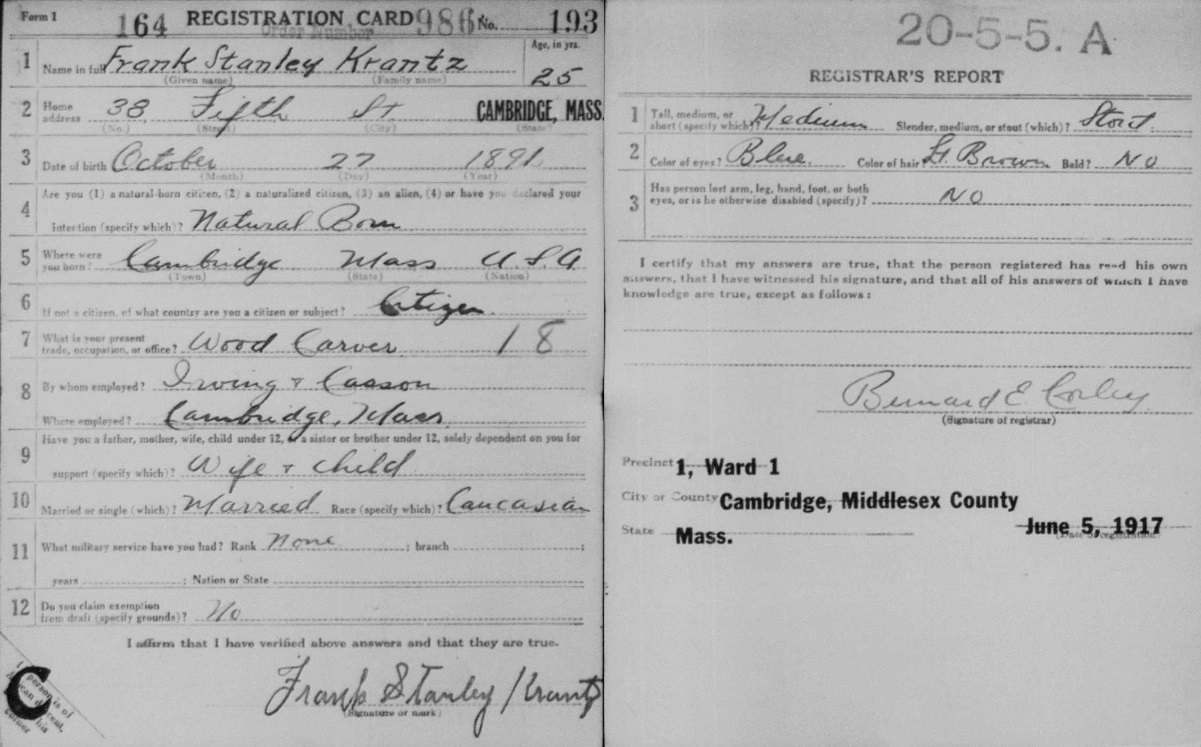 Form 1 164 REGISTRATION CARD 986 No. 193
Order Number
1 Name in full Frank Stanley Krantz Age, in yrs. 25
(Given name) (Family name)
2 Home address 38 Fifth St CAMBRIDGE, MASS.
(No.) (Street) (City) (State)
3 Date of birth October 27 1891
(Month) (Day) (Year)
4 Are you (1) a natural-born citizen, (2) a naturalized citizen, (3) an alien, (4) or have you declared your
intention (specify which)? Natural Born
5 Where were you born? Cambridge Mass U.S.A
(Town) (State) (Nation)
6 If not a citizen, of what country are you a citizen or subject? Citizen
7 What is your present trade, occupation, or office? Wood Carver 18
8 By whom employed? Irving & Casson
Where employed? Cambridge, Mass
9 Have you a father, mother, wife, child under 12, or a sister or brother under 12, solely dependent on you for
support (specify which)? Wife & child
10 Married or single (which)? Married Race (specify which)? Caucasian
11 What military service have you had? Rank None ; branch ;
years ; Nation or State
12 Do you claim exemption from draft (specify grounds)? No
I affirm that I have verified above answers and that they are true.
Frank Stanley Krantz
(Signature or mark)
person is of
C
20-5-5. A
REGISTRAR'S REPORT
1 Tall, medium, or short (specify which)? Medium Slender, medium, or stout (which)? Stout
2 Color of eyes? Blue Color of hair? Lt. Brown Bald? No
3 Has person lost arm, leg, hand, foot, or both eyes, or is he otherwise disabled (specify)? No
I certify that my answers are true, that the person registered has read his own
answers, that I have witnessed his signature, and that all of his answers of which I have
knowledge are true, except as follows:
Bernard E Corley
(Signature of registrar)
Precinct 1, Ward 1
City or County Cambridge, Middlesex County
State Mass. June 5, 1917
(Date of registration)